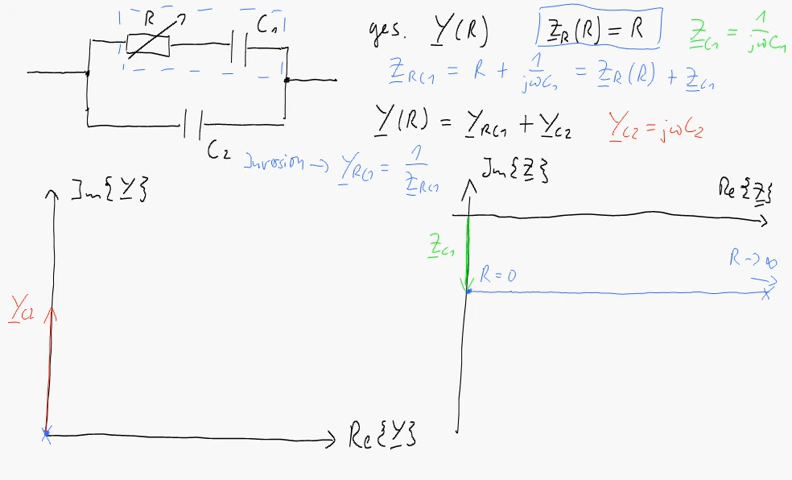 R C₁
ges. Y(R) Z_R(R) = R Z_C1 = 1/jωC₁
Z_RC1 = R + 1/jωC₁ = Z_R(R) + Z_C1
Y(R) = Y_RC1 + Y_C2 Y_C2 = jωC₂
C₂
Inversion → Y_RC1 = 1/Z_RC1
Im{Y} Im{Z}
Re{Z}
Z_C1
R → ∞
R = 0
Y_C2
Re{Y}